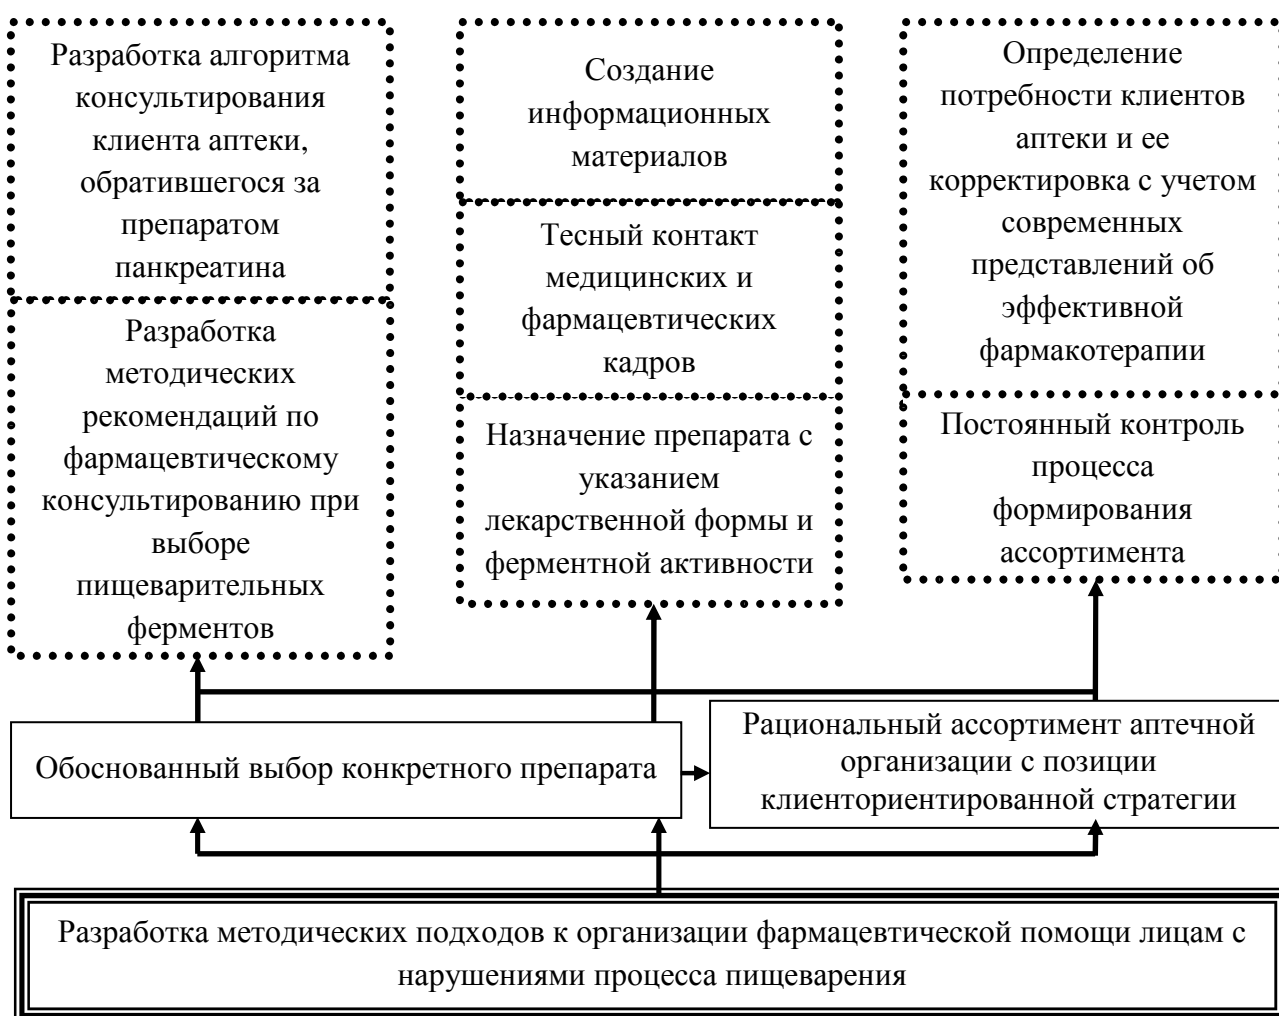 Разработка алгоритма
консультирования
клиента аптеки,
обратившегося за
препаратом
панкреатина
Разработка
методических
рекомендаций по
фармацевтическому
консультированию при
выборе
пищеварительных
ферментов
Создание
информационных
материалов
Тесный контакт
медицинских и
фармацевтических
кадров
Назначение препарата с
указанием
лекарственной формы и
ферментной активности
Определение
потребности клиентов
аптеки и ее
корректировка с учетом
современных
представлений об
эффективной
фармакотерапии
Постоянный контроль
процесса
формирования
ассортимента
Обоснованный выбор конкретного препарата
Рациональный ассортимент аптечной
организации с позиции
клиенториентированной стратегии
Разработка методических подходов к организации фармацевтической помощи лицам с
нарушениями процесса пищеварения